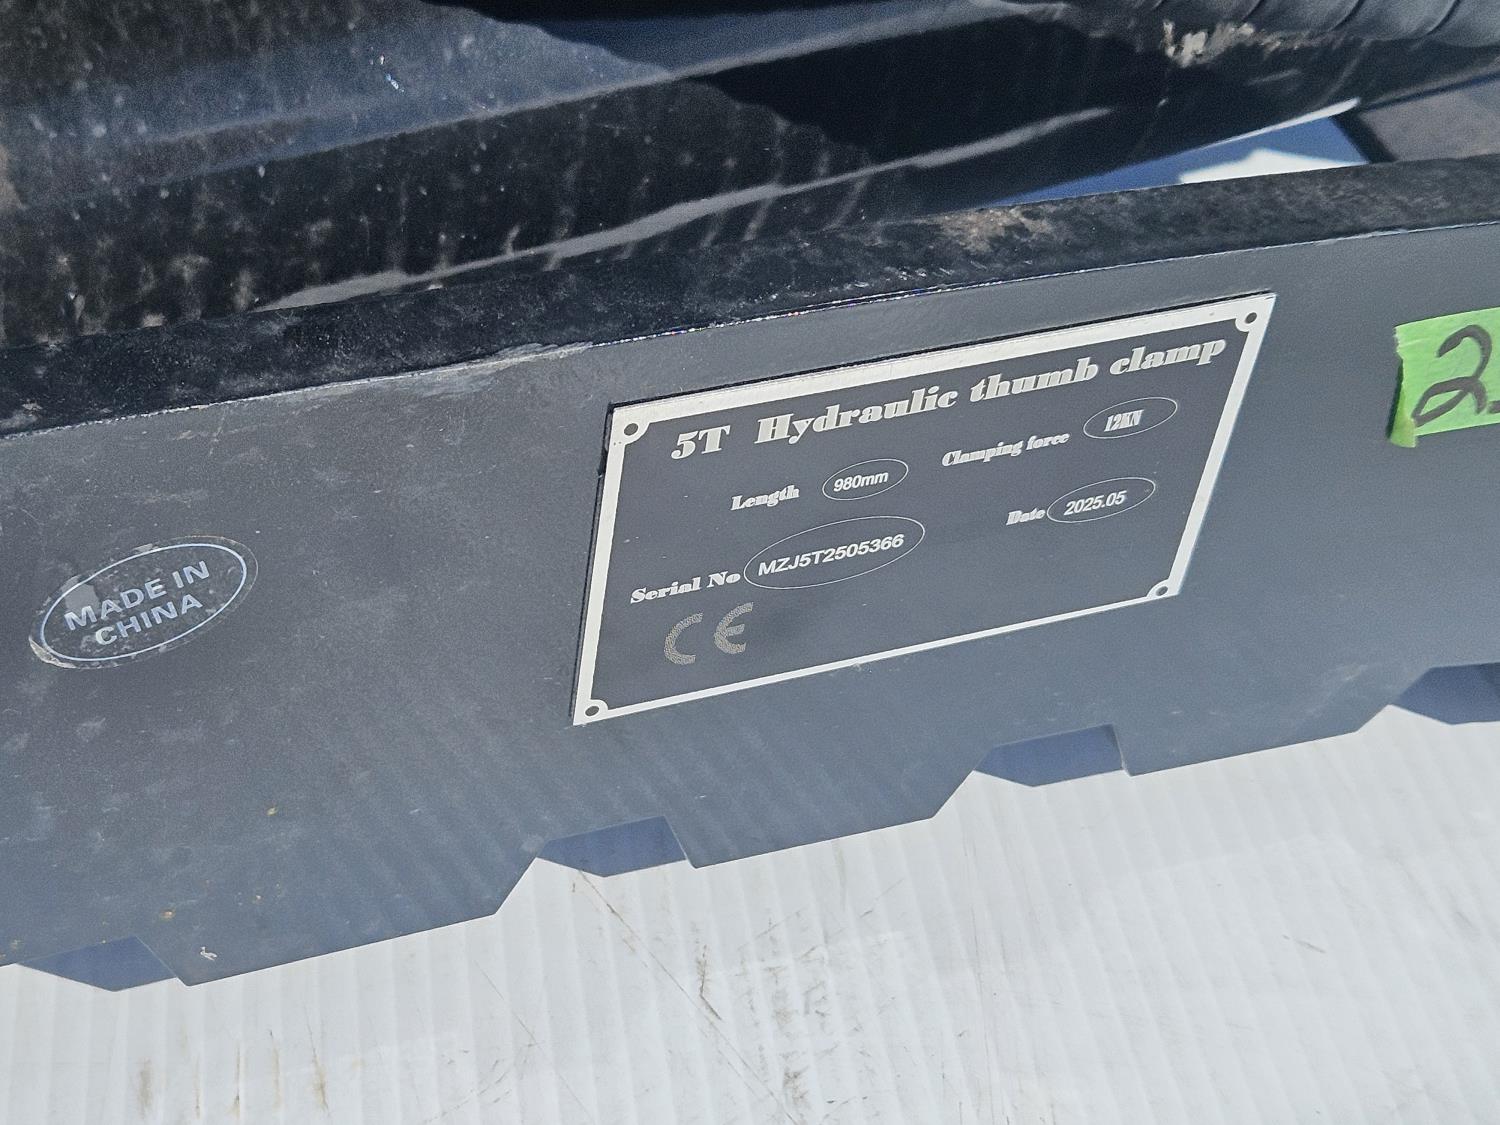 5T Hydraulic thumb clamp
Length 980mm Clamping force 12KN
Serial No MZJ5T2505366 Date 2025.05
CE
MADE IN
CHINA
2